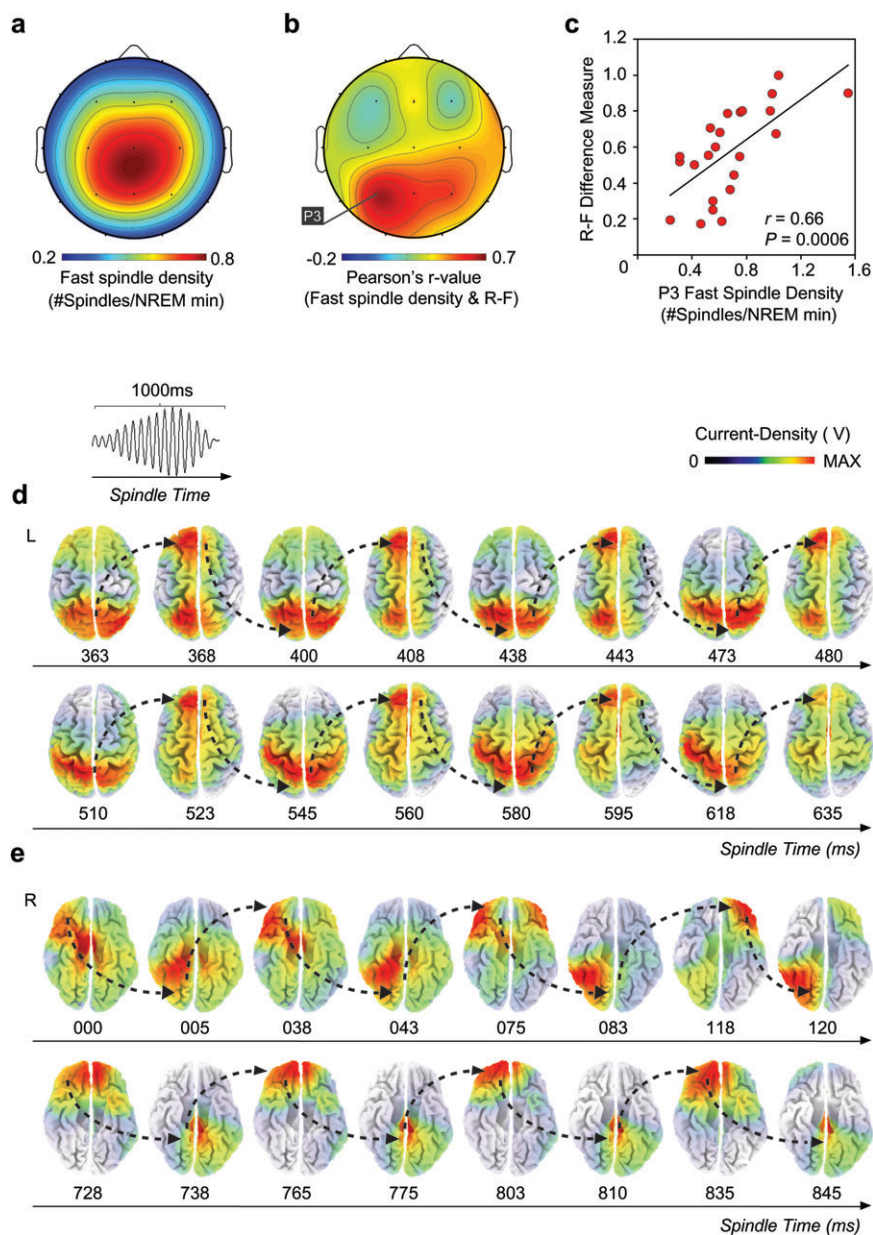 a
b
c
P3
0.2 0.8
Fast spindle density
(#Spindles/NREM min)
-0.2 0.7
Pearson's r-value
(Fast spindle density & R-F)
R-F Difference Measure
1.2
1.0
0.8
0.6
0.4
0.2
0
0.4 0.8 1.2 1.6
r = 0.66
P = 0.0006
P3 Fast Spindle Density
(#Spindles/NREM min)
1000ms
Spindle Time
Current-Density ( V)
0 MAX
d
L
363 368 400 408 438 443 473 480
510 523 545 560 580 595 618 635
Spindle Time (ms)
e
R
000 005 038 043 075 083 118 120
728 738 765 775 803 810 835 845
Spindle Time (ms)